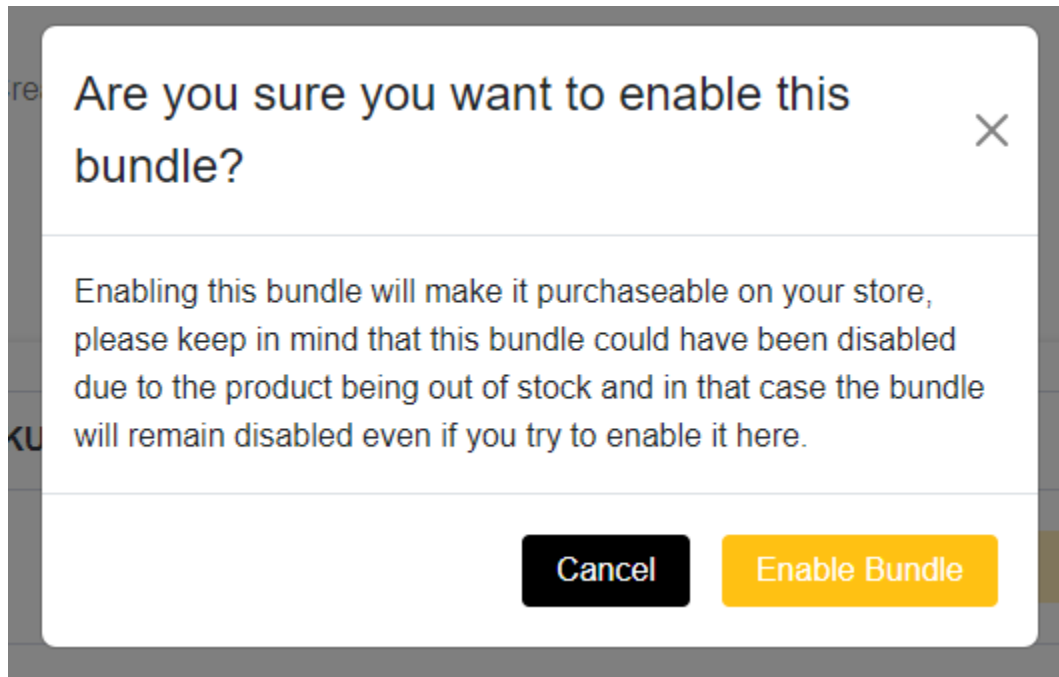 Are you sure you want to enable this
bundle?
Enabling this bundle will make it purchaseable on your store,
please keep in mind that this bundle could have been disabled
due to the product being out of stock and in that case the bundle
will remain disabled even if you try to enable it here.
Cancel
Enable Bundle